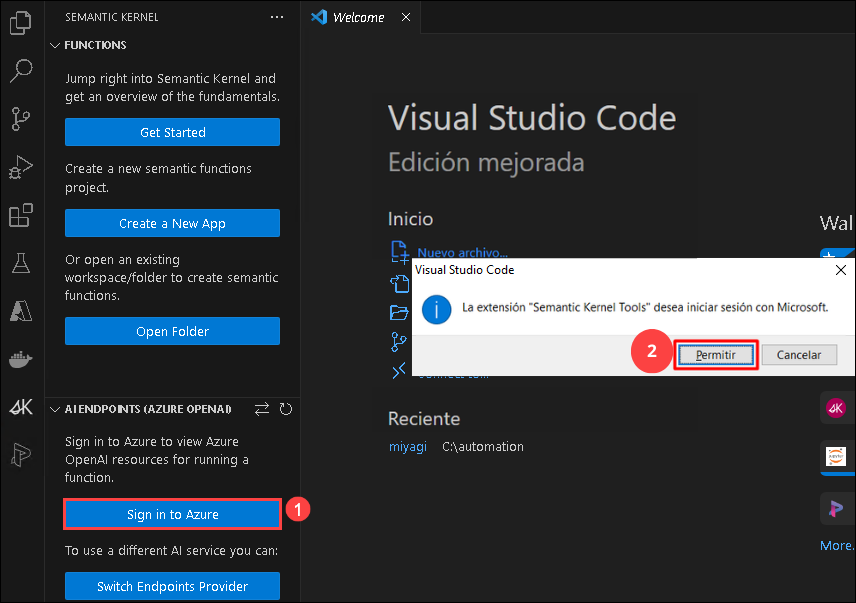 SEMANTIC KERNEL
FUNCTIONS
Jump right into Semantic Kernel and
get an overview of the fundamentals.
Get Started
Create a new semantic functions
project.
Create a New App
Or open an existing
workspace/folder to create semantic
functions.
Open Folder
AI ENDPOINTS (AZURE OPENAI)
Sign in to Azure to view Azure
OpenAI resources for running a
function.
Sign in to Azure
1
To use a different AI service you can:
Switch Endpoints Provider
Welcome
Visual Studio Code
Edición mejorada
Inicio
Nuevo archivo...
Visual Studio Code
La extensión "Semantic Kernel Tools" desea iniciar sesión con Microsoft.
2
Permitir
Cancelar
Reciente
miyagi C:\automation
Wal
More.